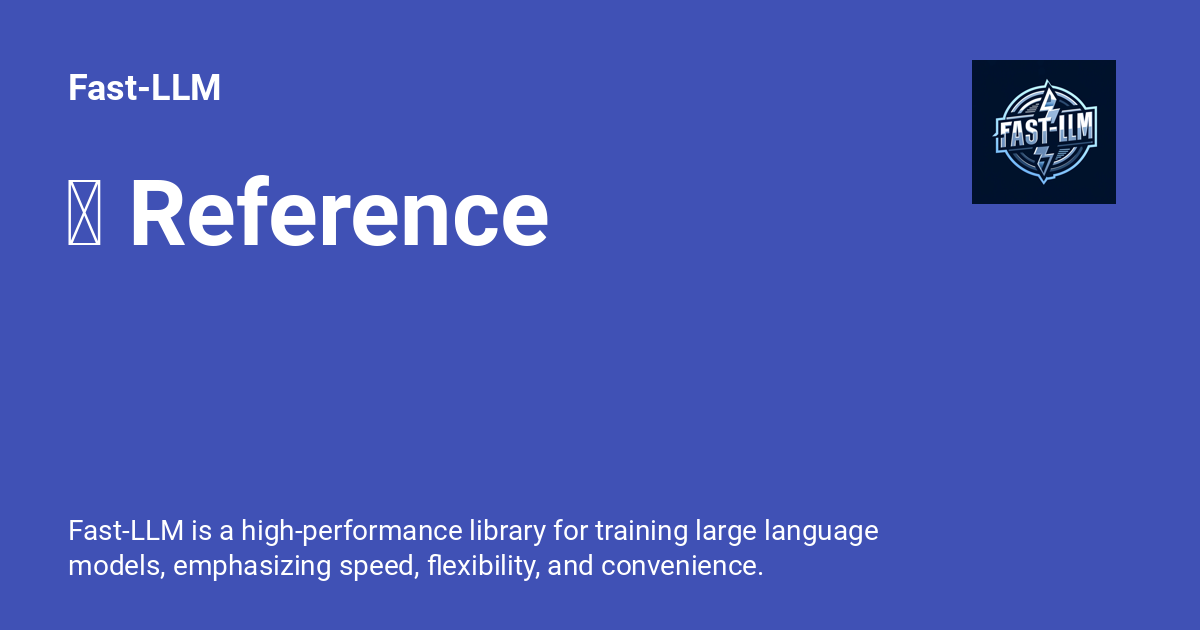 Fast-LLM
FAST-LLM
Reference
Fast-LLM is a high-performance library for training large language
models, emphasizing speed, flexibility, and convenience.